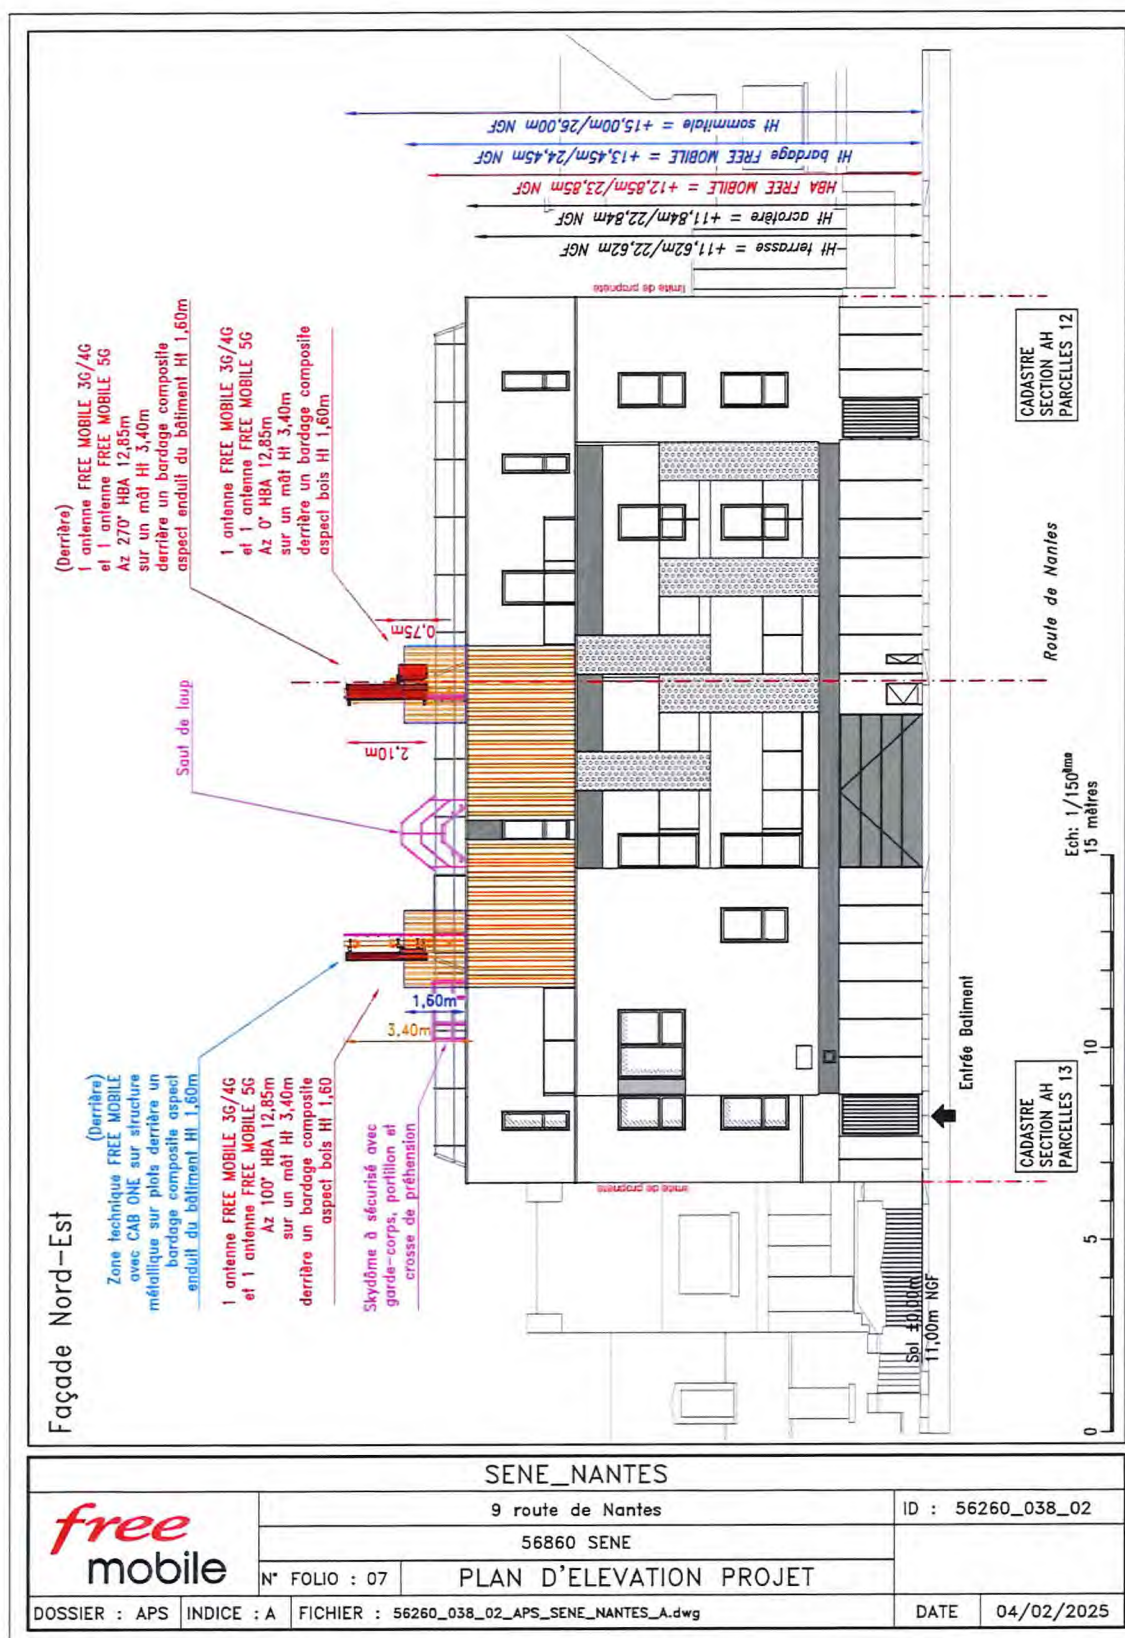 Façade Nord-Est
(Derrière)
Zone technique FREE MOBILE
avec CAB ONE sur structure
métallique sur plots derrière un
bardage composite aspect
enduit du bâtiment Ht 1,60m
1 antenne FREE MOBILE 3G/4G
et 1 antenne FREE MOBILE 5G
Az 100° HBA 12,85m
sur un mât Ht 3,40m
derrière un bardage composite
aspect bois Ht 1,60
Skydôme à sécurisé avec
garde-corps, portillon et
crosse de préhension
Saut de loup
(Derrière)
1 antenne FREE MOBILE 3G/4G
et 1 antenne FREE MOBILE 5G
Az 270° HBA 12,85m
sur un mât Ht 3,40m
derrière un bardage composite
aspect enduit du bâtiment Ht 1,60m
1 antenne FREE MOBILE 3G/4G
et 1 antenne FREE MOBILE 5G
Az 0° HBA 12,85m
sur un mât Ht 3,40m
derrière un bardage composite
aspect bois Ht 1,60m
1,60m
3,40m
2,10m
0,75m
Ht sommitale = +15,00m/26,00m NGF
Ht bardage FREE MOBILE = +13,45m/24,45m NGF
HBA FREE MOBILE = +12,85m/23,85m NGF
Ht acrotère = +11,84m/22,84m NGF
Ht terrasse = +11,62m/22,62m NGF
limite de propriété
limite de propriété
Sol ±0,00m
11,00m NGF
Entrée Batiment
Route de Nantes
CADASTRE
SECTION AH
PARCELLES 13
CADASTRE
SECTION AH
PARCELLES 12
Ech: 1/150ème
15 mètres
0
5
10
SENE_NANTES
free
mobile
9 route de Nantes
ID : 56260_038_02
56860 SENE
N° FOLIO : 07
PLAN D'ELEVATION PROJET
DOSSIER : APS
INDICE : A
FICHIER : 56260_038_02_APS_SENE_NANTES_A.dwg
DATE
04/02/2025